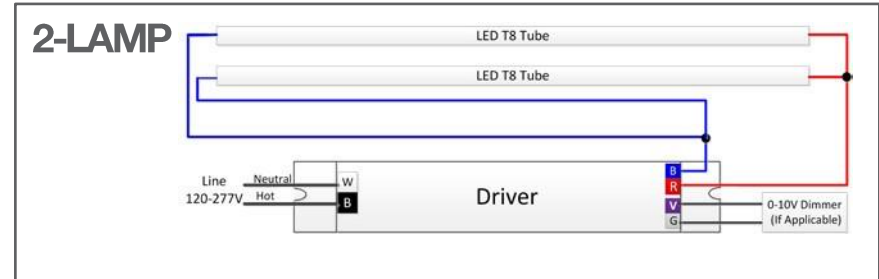 2-LAMP
LED T8 Tube
LED T8 Tube
Line
120-277V
Neutral
Hot
W
B
Driver
B
R
V
G
0-10V Dimmer
(If Applicable)